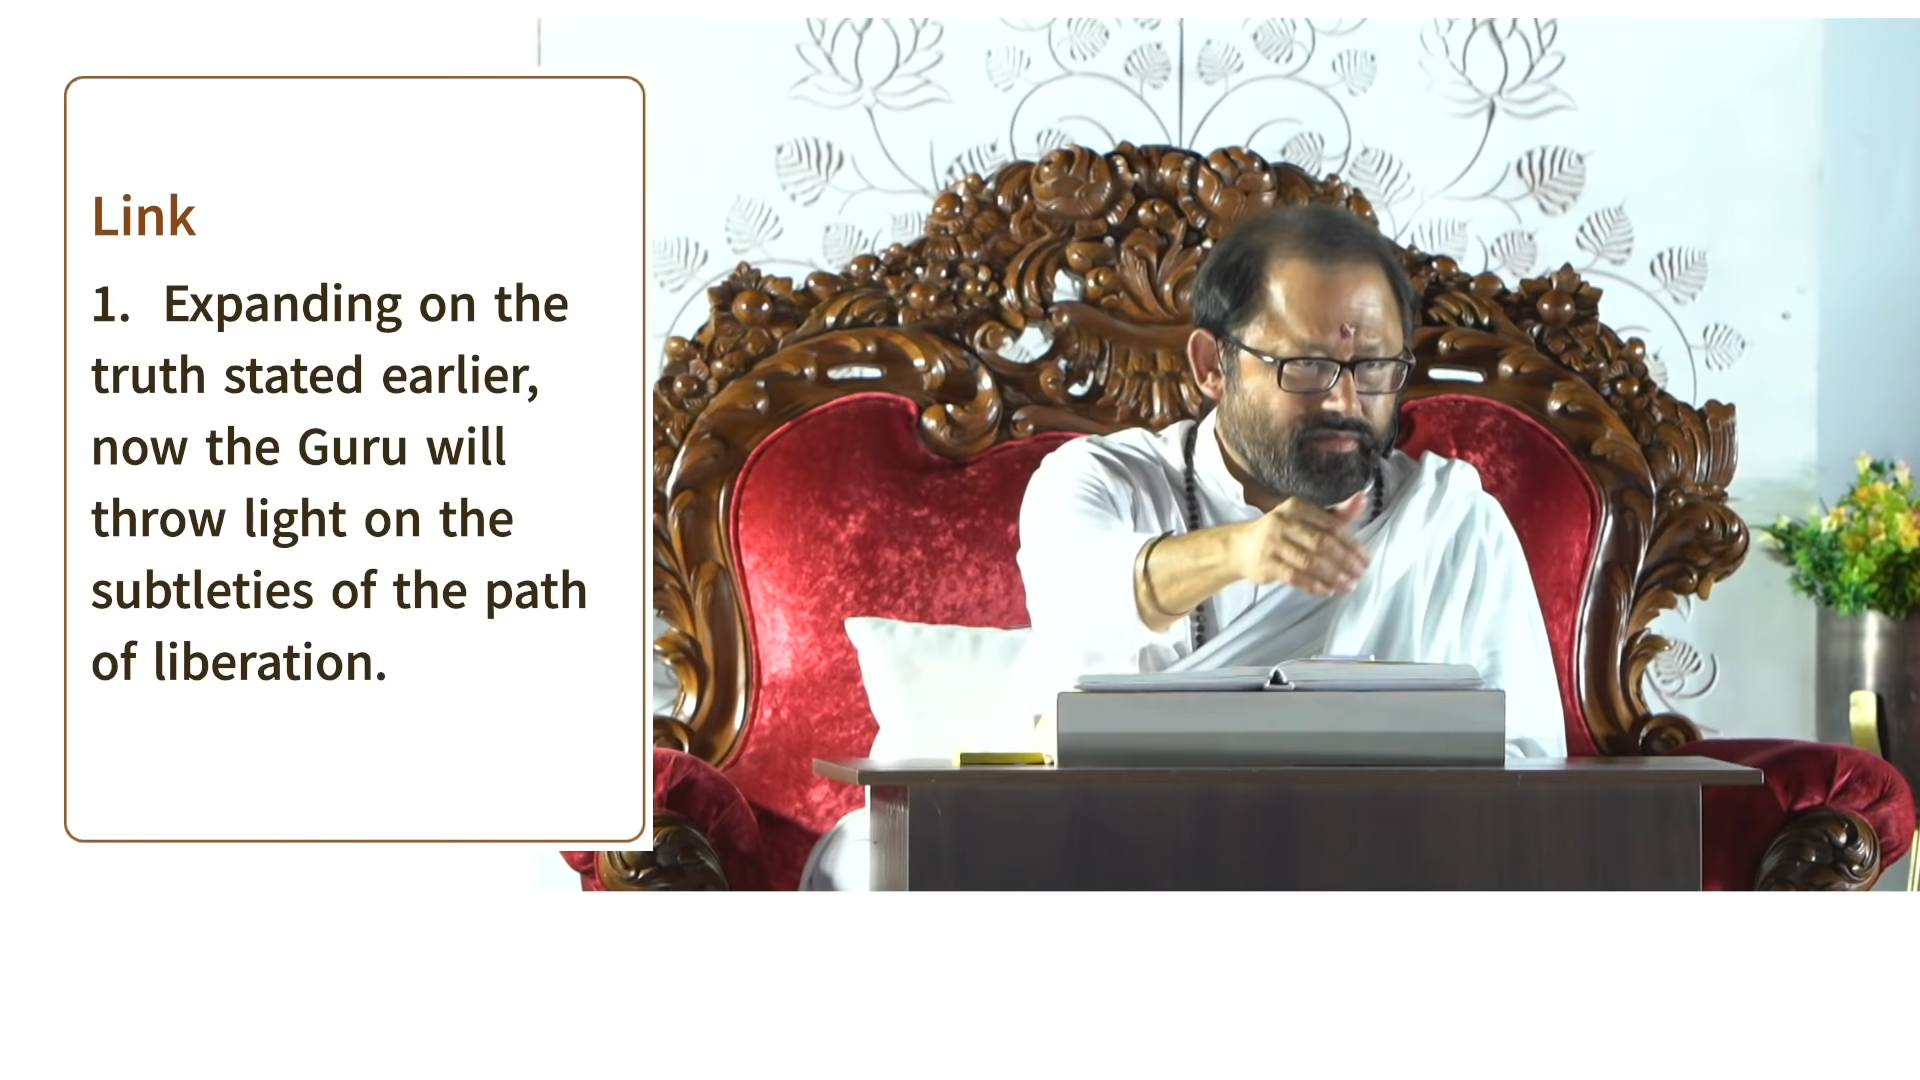 Link
1. Expanding on the
truth stated earlier,
now the Guru will
throw light on the
subtleties of the path
of liberation.